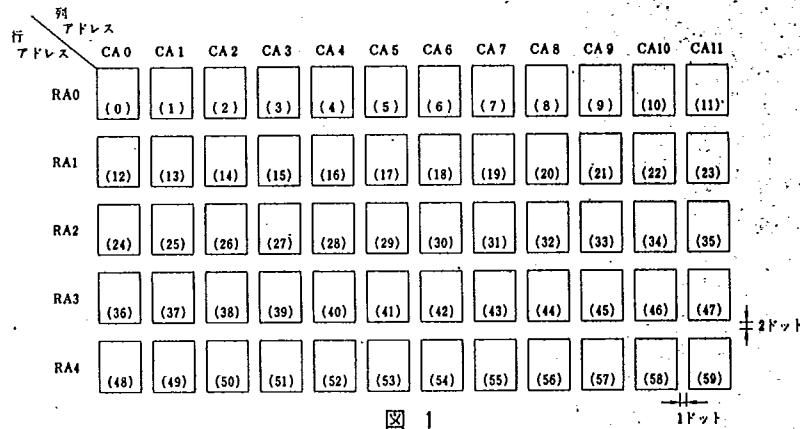 列
アドレス
行
アドレス
CA0 CA1 CA2 CA3 CA4 CA5 CA6 CA7 CA8 CA9 CA10 CA11
RA0
(0) (1) (2) (3) (4) (5) (6) (7) (8) (9) (10) (11)
RA1
(12) (13) (14) (15) (16) (17) (18) (19) (20) (21) (22) (23)
RA2
(24) (25) (26) (27) (28) (29) (30) (31) (32) (33) (34) (35)
RA3
(36) (37) (38) (39) (40) (41) (42) (43) (44) (45) (46) (47)
2ドット
RA4
(48) (49) (50) (51) (52) (53) (54) (55) (56) (57) (58) (59)
1ドット
図 1